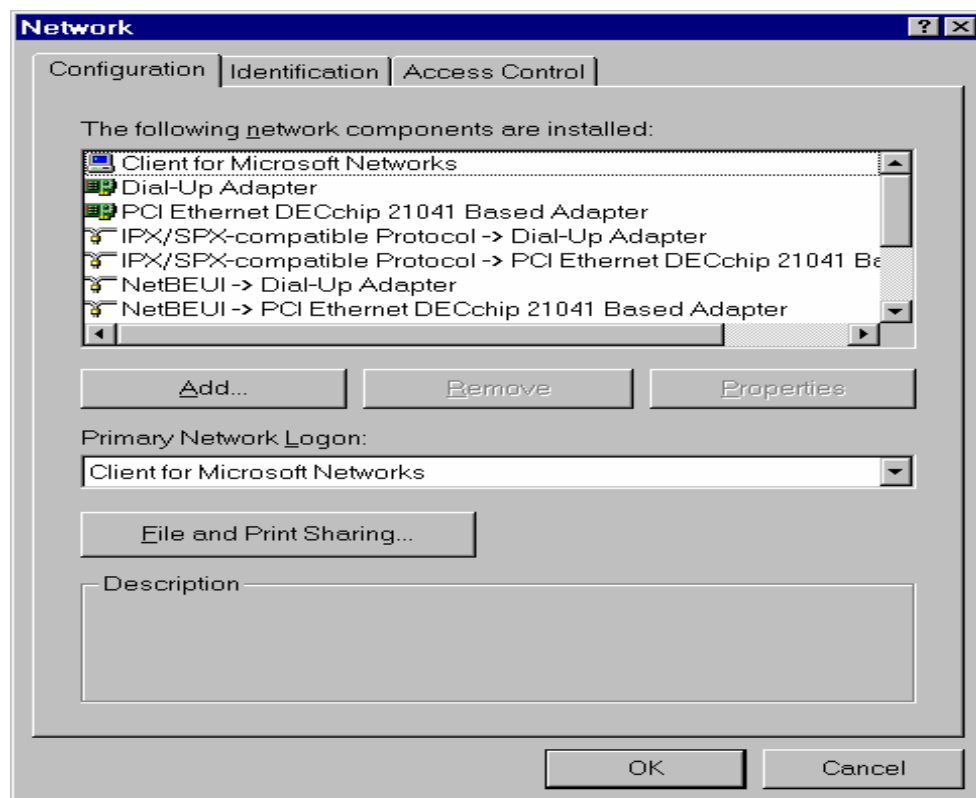 Network
Configuration Identification Access Control
The following network components are installed:
Client for Microsoft Networks
Dial-Up Adapter
PCI Ethernet DECchip 21041 Based Adapter
IPX/SPX-compatible Protocol -> Dial-Up Adapter
IPX/SPX-compatible Protocol -> PCI Ethernet DECchip 21041 Ba
NetBEUI -> Dial-Up Adapter
NetBEUI -> PCI Ethernet DECchip 21041 Based Adapter
Add... Remove Properties
Primary Network Logon:
Client for Microsoft Networks
File and Print Sharing...
Description
OK Cancel